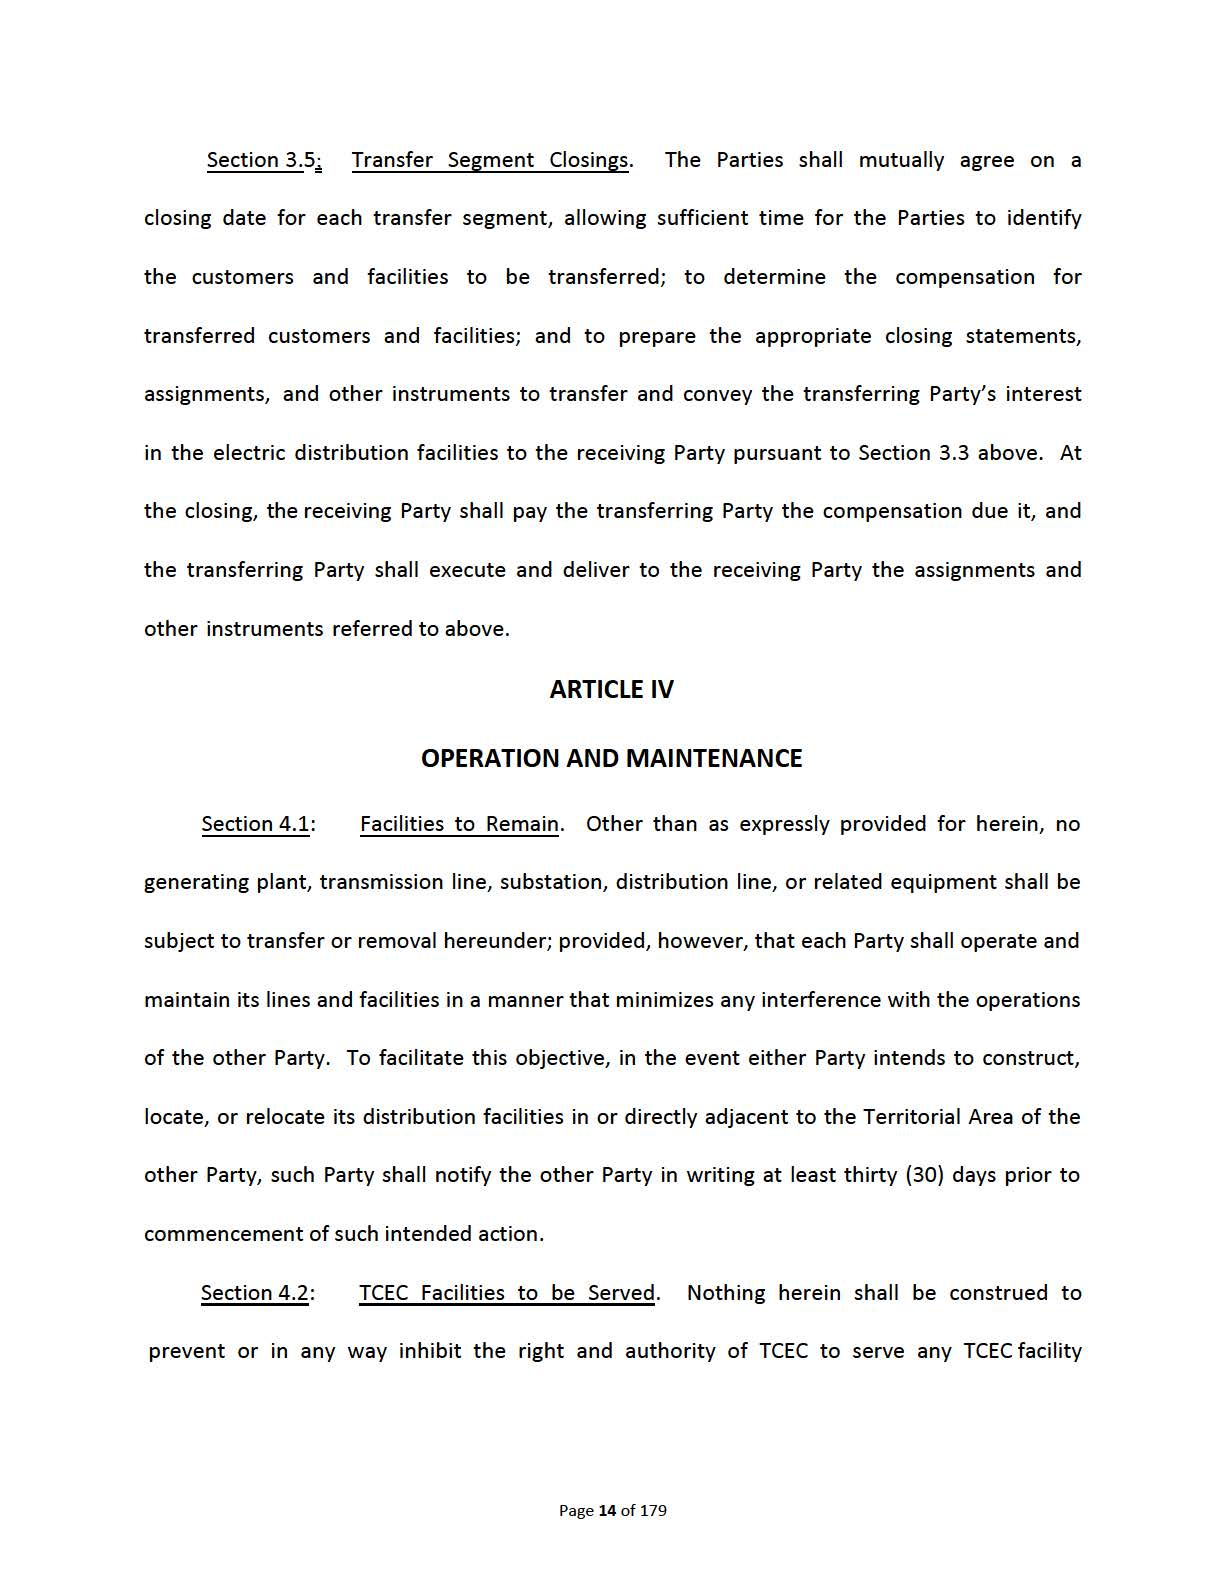 Section 3.5: Transfer Segment Closings. The Parties shall mutually agree on a
closing date for each transfer segment, allowing sufficient time for the Parties to identify
the customers and facilities to be transferred; to determine the compensation for
transferred customers and facilities; and to prepare the appropriate closing statements,
assignments, and other instruments to transfer and convey the transferring Party’s interest
in the electric distribution facilities to the receiving Party pursuant to Section 3.3 above. At
the closing, the receiving Party shall pay the transferring Party the compensation due it, and
the transferring Party shall execute and deliver to the receiving Party the assignments and
other instruments referred to above.
ARTICLE IV
OPERATION AND MAINTENANCE
Section 4.1: Facilities to Remain. Other than as expressly provided for herein, no
generating plant, transmission line, substation, distribution line, or related equipment shall be
subject to transfer or removal hereunder; provided, however, that each Party shall operate and
maintain its lines and facilities in a manner that minimizes any interference with the operations
of the other Party. To facilitate this objective, in the event either Party intends to construct,
locate, or relocate its distribution facilities in or directly adjacent to the Territorial Area of the
other Party, such Party shall notify the other Party in writing at least thirty (30) days prior to
commencement of such intended action.
Section 4.2: TCEC Facilities to be Served. Nothing herein shall be construed to
prevent or in any way inhibit the right and authority of TCEC to serve any TCEC facility
Page 14 of 179